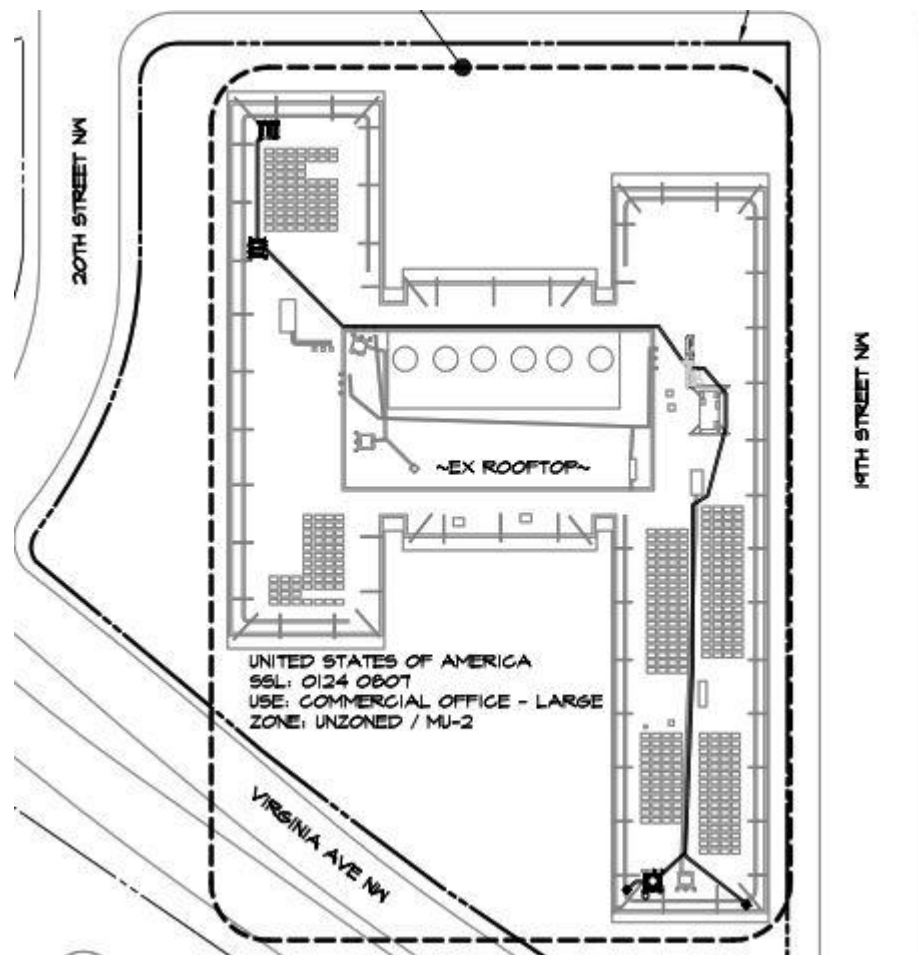 20TH STREET NW
19TH STREET NW
~EX ROOFTOP~
UNITED STATES OF AMERICA
SSL: 0124 0807
USE: COMMERCIAL OFFICE - LARGE
ZONE: UNZONED / MU-2
VIRGINIA AVE NW